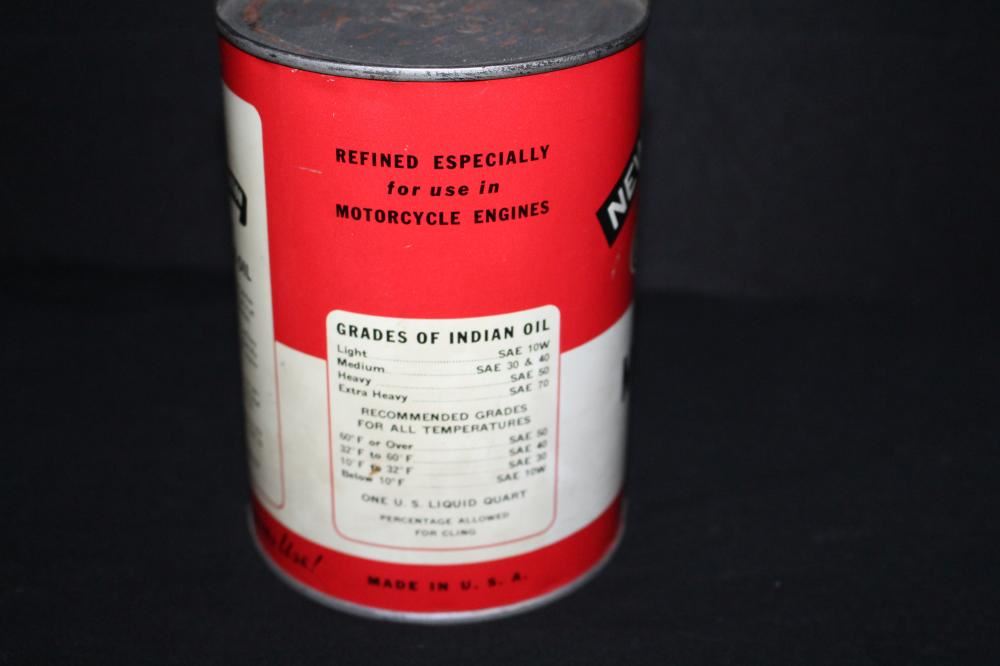 REFINED ESPECIALLY
for use in
MOTORCYCLE ENGINES
NEW
GRADES OF INDIAN OIL
Light SAE 10W
Medium SAE 30 & 40
Heavy SAE 50
Extra Heavy SAE 70
RECOMMENDED GRADES
FOR ALL TEMPERATURES
60° F or Over SAE 50
32° F to 60° F SAE 40
10° F to 32° F SAE 30
Below 10° F SAE 10W
ONE U. S. LIQUID QUART
PERCENTAGE ALLOWED
FOR CLING
MADE IN U. S. A.
OIL
Use!